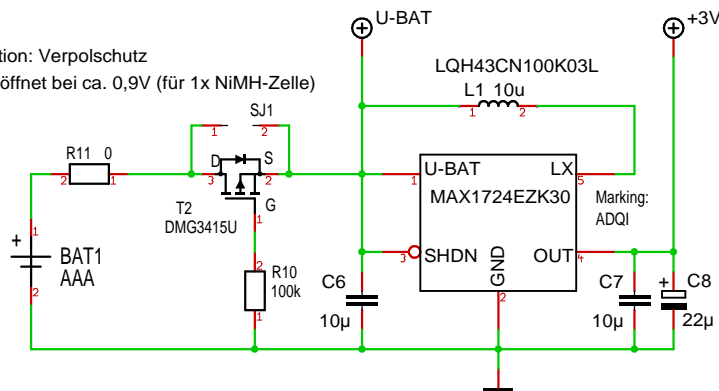 U-BAT
+3V
tion: Verpolschutz
öffnet bei ca. 0,9V (für 1x NiMH-Zelle)
LQH43CN100K03L
L1 10u
1
2
SJ1
1
2
R11 0
2
1
D
S
3
2
G
1
T2
DMG3415U
U-BAT
LX
1
5
MAX1724EZK30
Marking:
ADQI
SHDN
GND
OUT
3
4
2
+
1
BAT1
AAA
2
2
R10
100k
1
C6
10µ
C7
10µ
+
C8
22µ